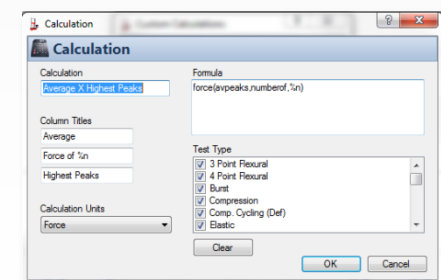 Calculation
Custom Calculations
Calculation
Calculation
Average X Highest Peaks
Column Titles
Average
Force of %n
Highest Peaks
Calculation Units
Force
Formula
force(avpeaks,numberof,%n)
Test Type
3 Point Flexural
4 Point Flexural
Burst
Compression
Comp. Cycling (Def)
Elastic
Clear
OK
Cancel